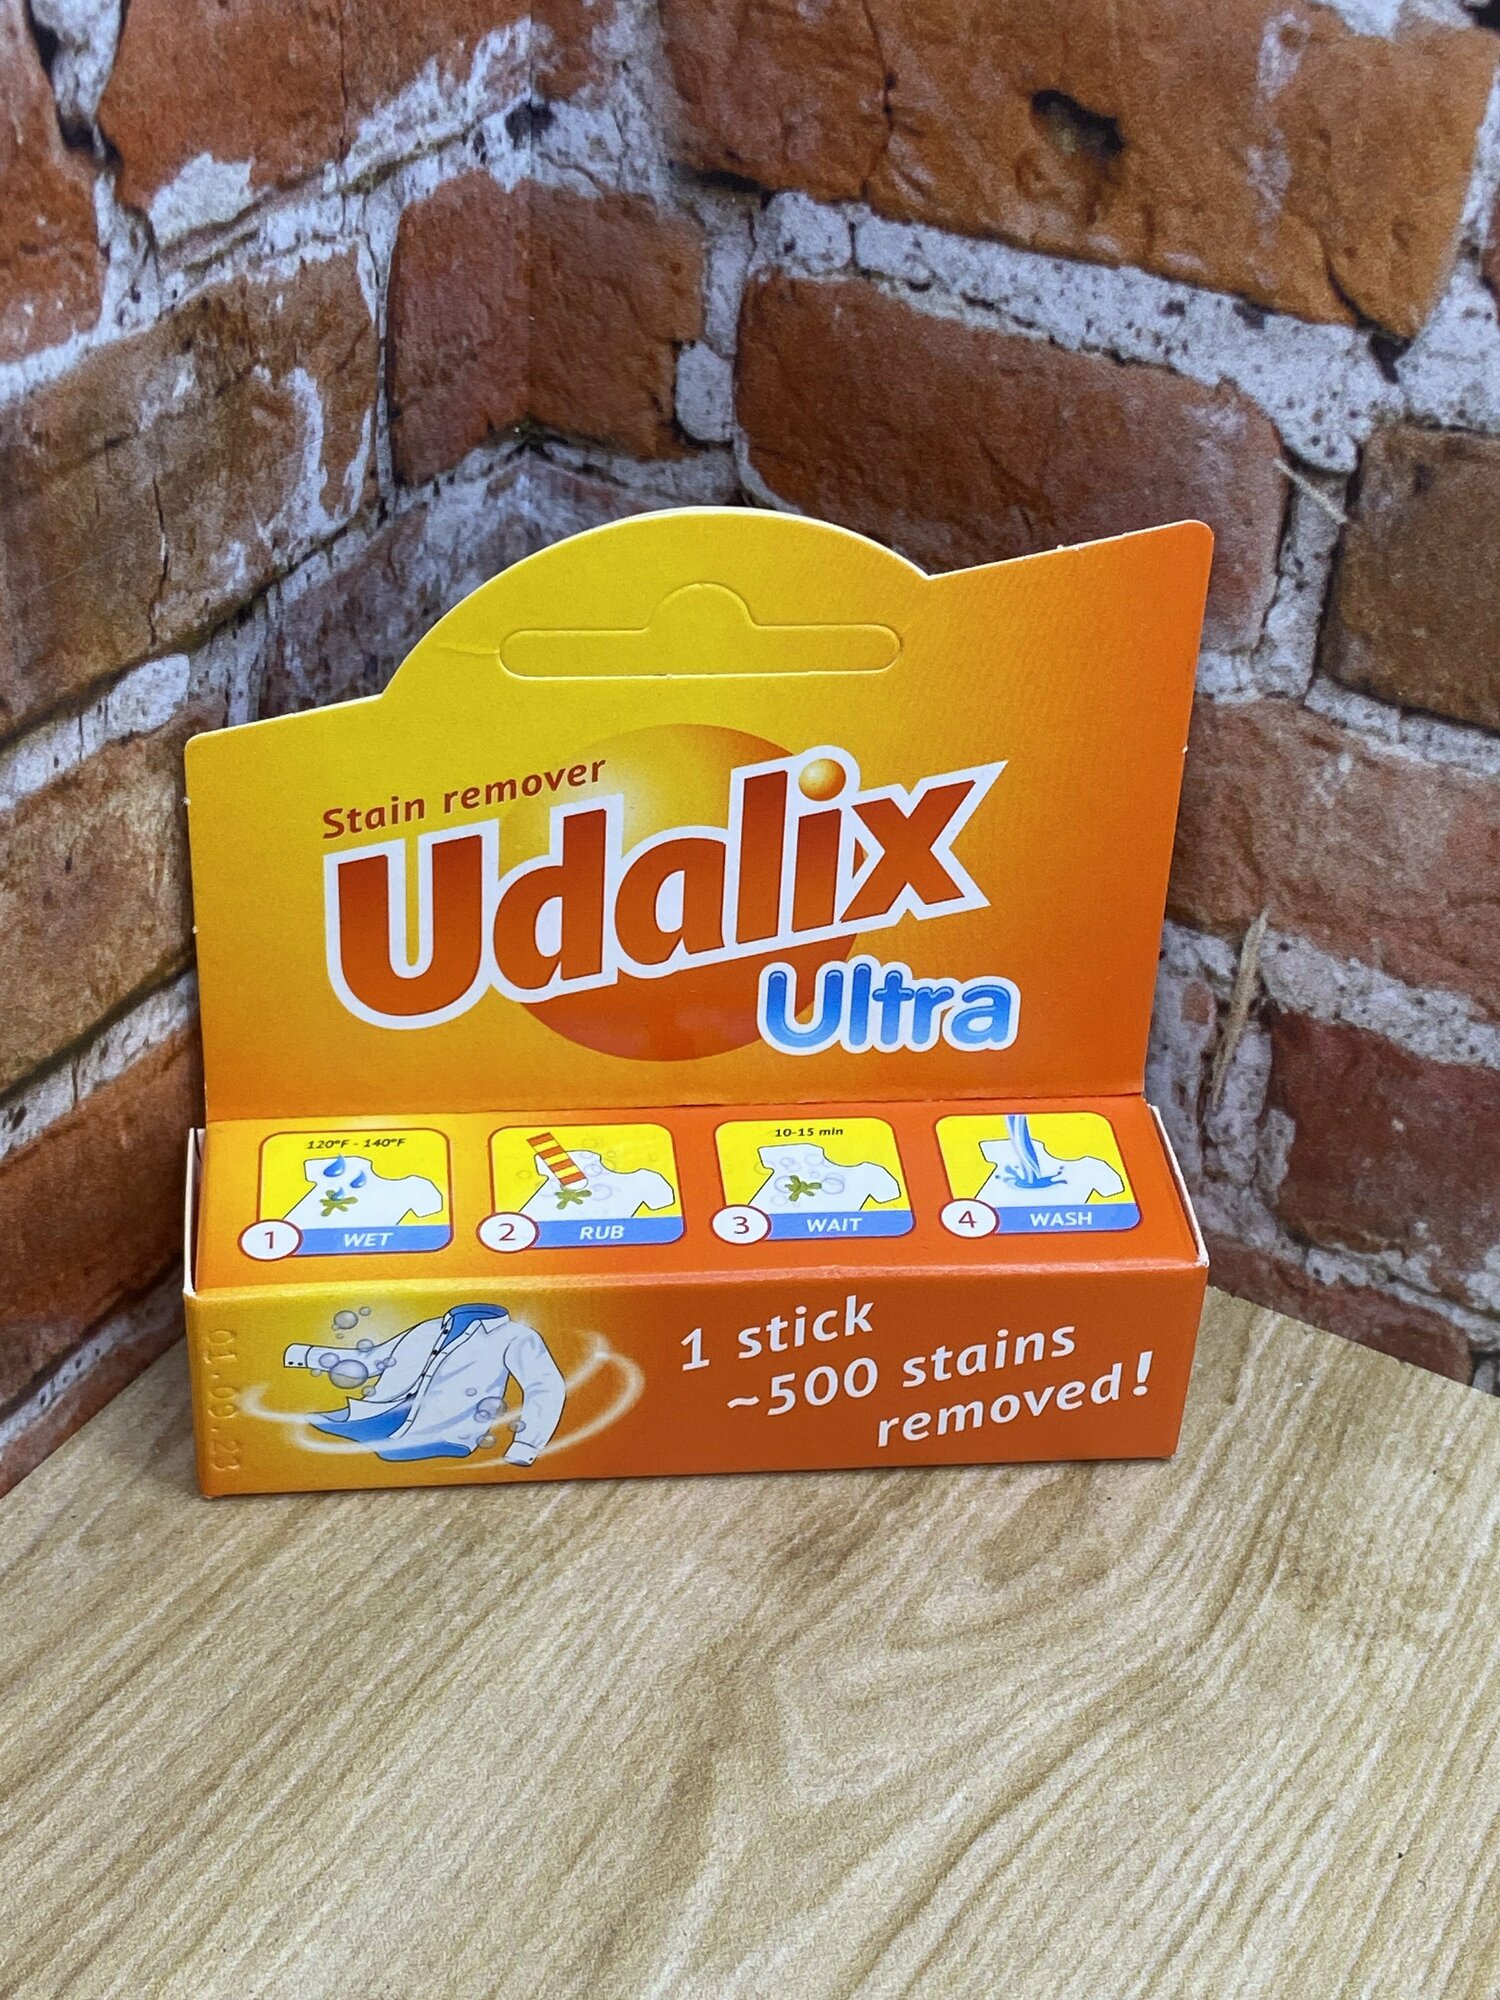 Stain remover
Udalix
Ultra
120°F - 140°F
1 WET
2 RUB
10-15 min
3 WAIT
4 WASH
1 stick
~500 stains
removed!
01.09.23